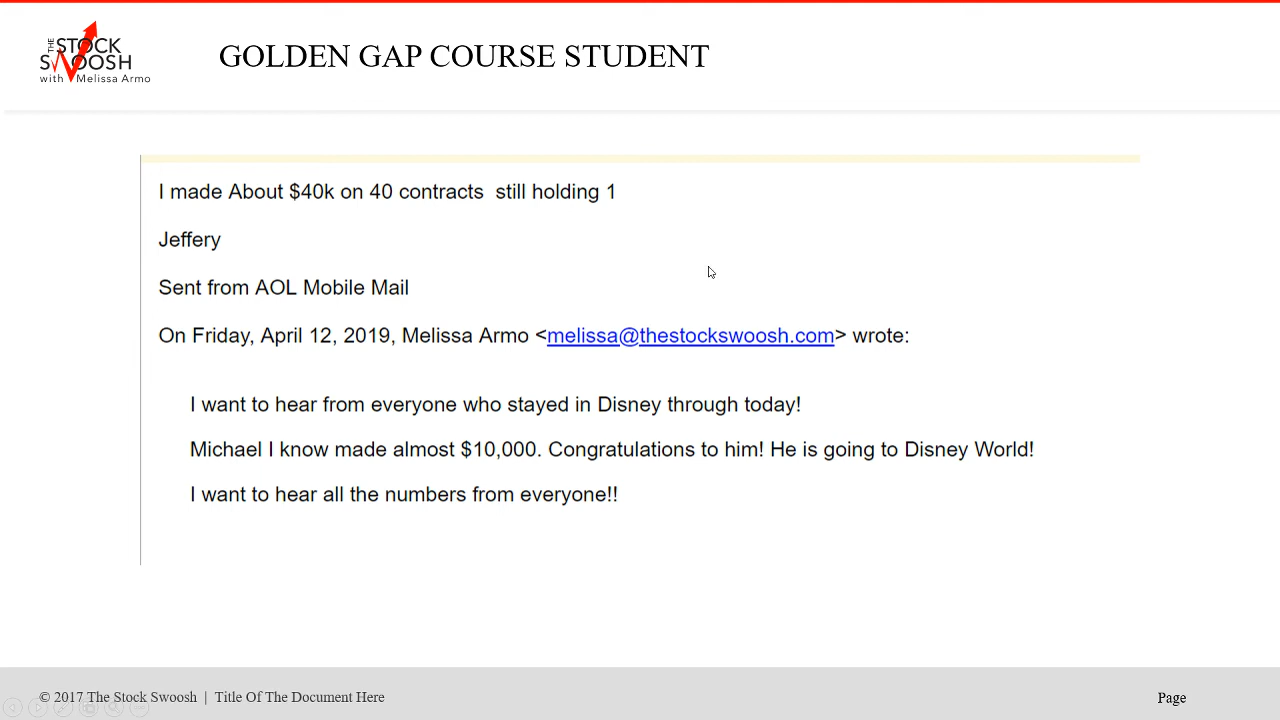 THE STOCK SWOOSH
with Melissa Armo
GOLDEN GAP COURSE STUDENT
I made About $40k on 40 contracts  still holding 1
Jeffery
Sent from AOL Mobile Mail
On Friday, April 12, 2019, Melissa Armo <melissa@thestockswoosh.com> wrote:
I want to hear from everyone who stayed in Disney through today!
Michael I know made almost $10,000. Congratulations to him! He is going to Disney World!
I want to hear all the numbers from everyone!!
© 2017 The Stock Swoosh | Title Of The Document Here
Page